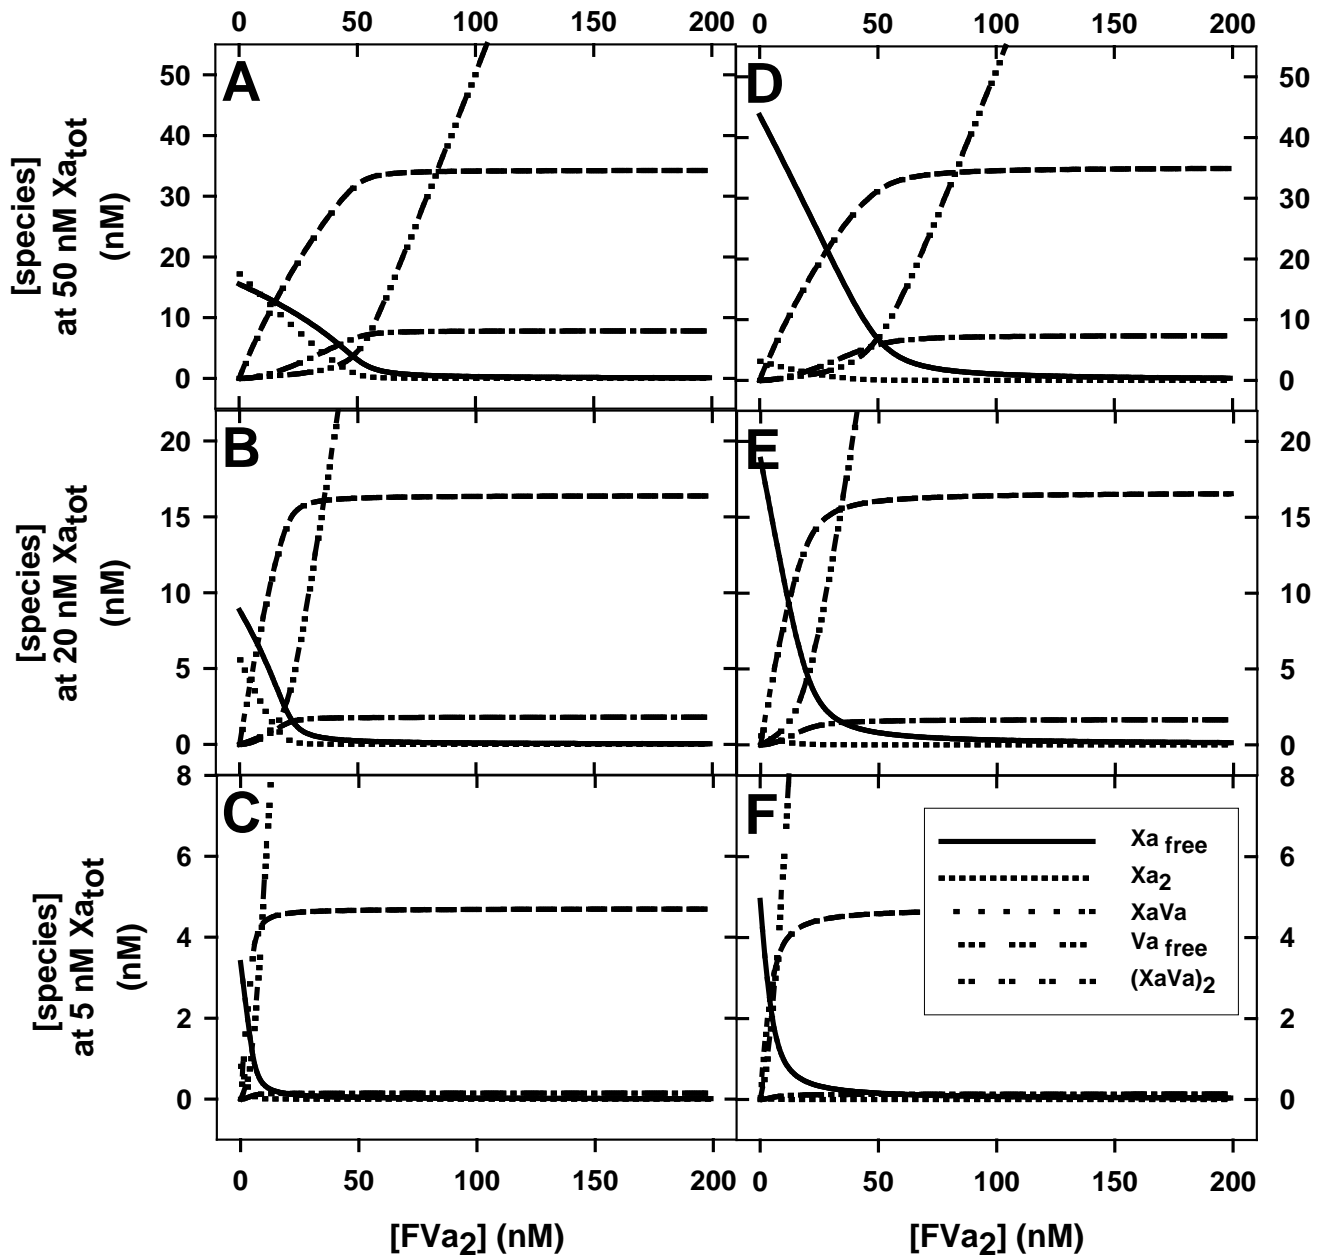 0 50 100 150 200 0 50 100 150 200
A
D
50 50
40 40
30 30
20 20
10 10
0 0
[species]
at 50 nM Xatot
(nM)
B
E
20 20
15 15
10 10
5 5
0 0
[species]
at 20 nM Xatot
(nM)
C
F
8 8
6 6
4 4
2 2
0 0
[species]
at 5 nM Xatot
(nM)
Xa free
Xa2
XaVa
Va free
(XaVa)2
0 50 100 150 200 0 50 100 150 200
[FVa2] (nM) [FVa2] (nM)